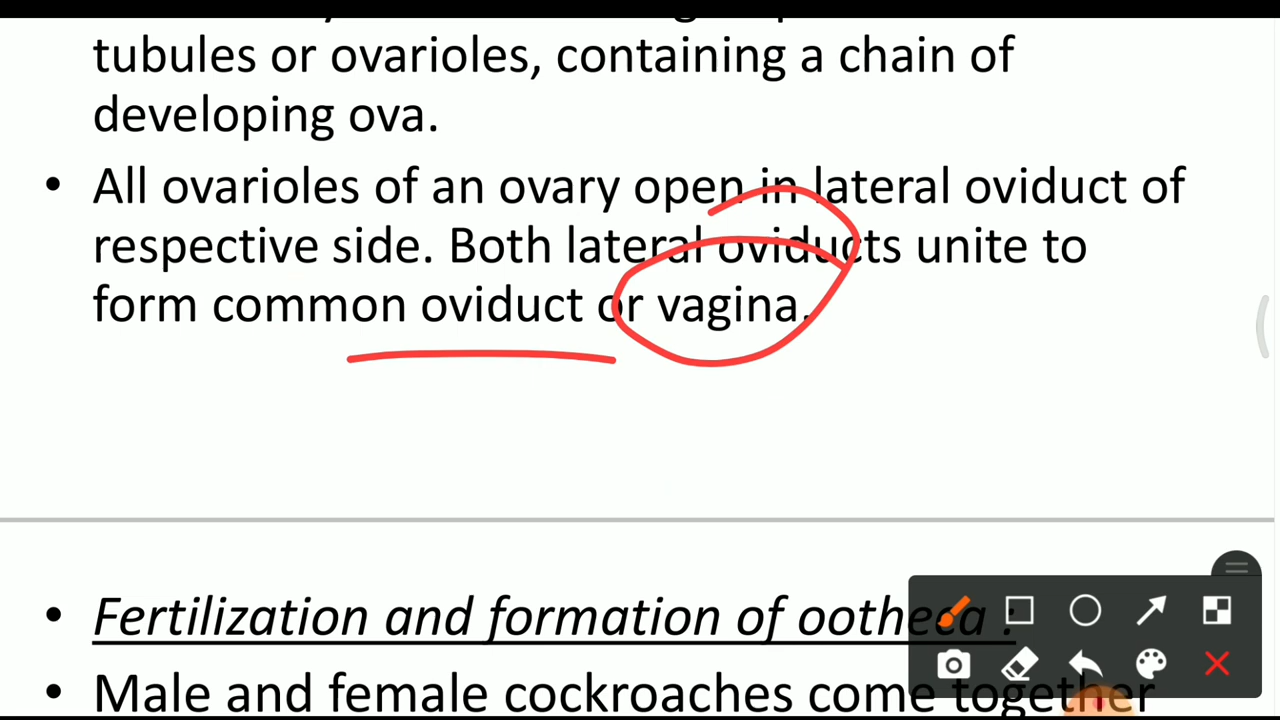 tubules or ovarioles, containing a chain of
developing ova.
• All ovarioles of an ovary open in lateral oviduct of
respective side. Both lateral oviducts unite to
form common oviduct or vagina.
• Fertilization and formation of ootheca :
• Male and female cockroaches come together